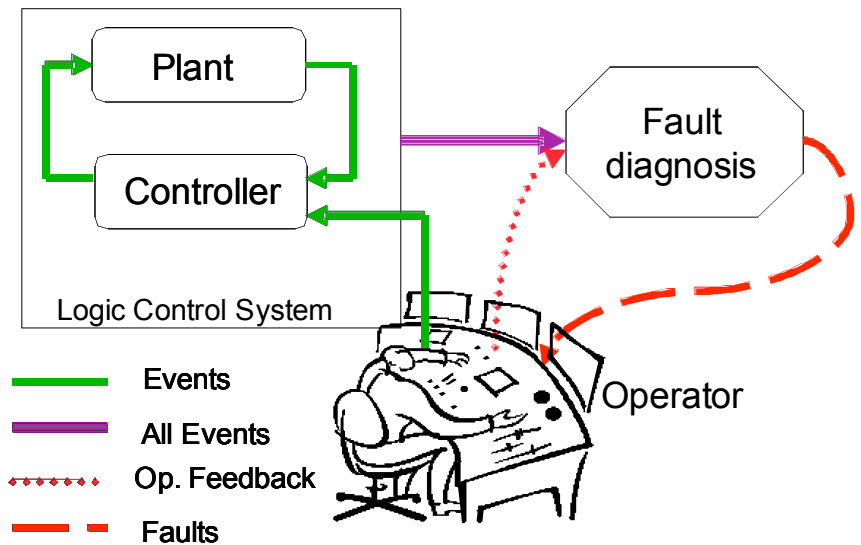 Plant
Fault
diagnosis
Controller
Logic Control System
Operator
Events
All Events
Op. Feedback
Faults